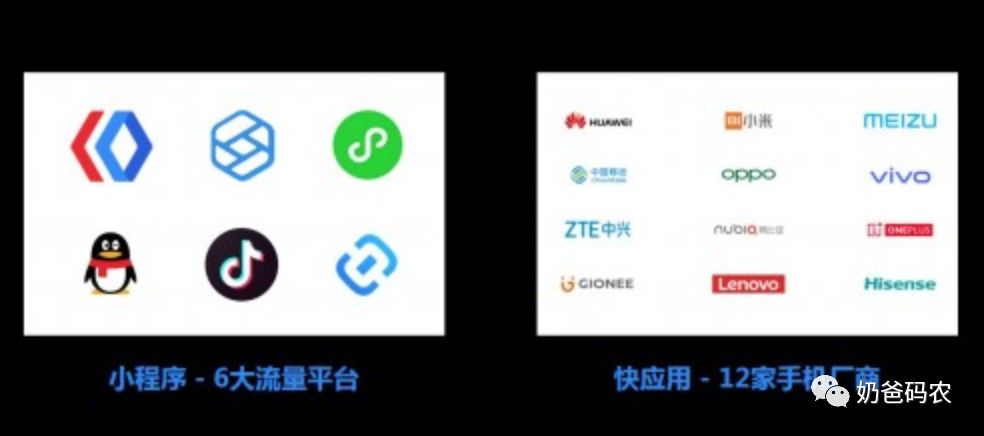 HUAWEI
小米
MEIZU
中国移动
China Mobile
oppo
vivo
ZTE中兴
nubia 努比亚
ONEPLUS
GIONEE
Lenovo
Hisense
小程序 - 6大流量平台
快应用 - 12家手机厂商
奶爸码农